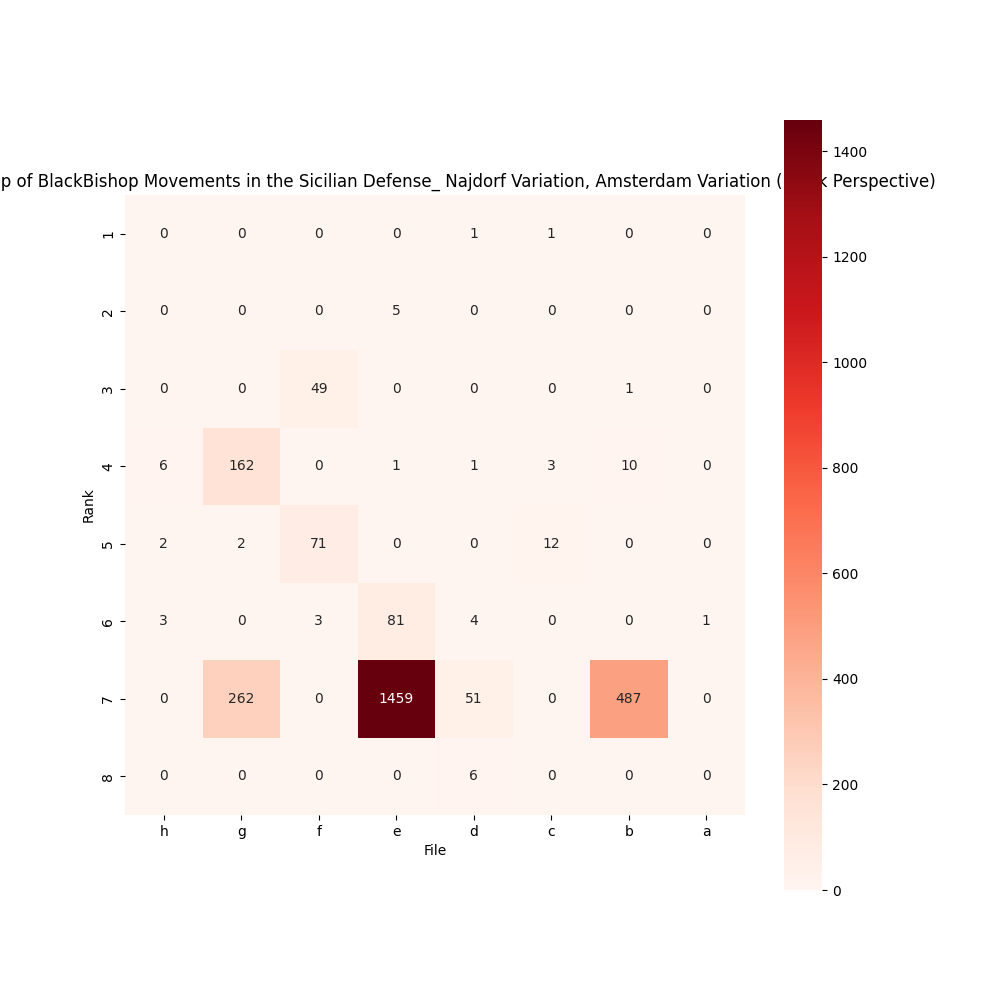 p of BlackBishop Movements in the Sicilian Defense_ Najdorf Variation, Amsterdam Variation ( k Perspective)
1400
1200
1000
800
600
400
200
0
Rank
1 0 0 0 0 1 1 0 0
2 0 0 0 5 0 0 0 0
3 0 0 49 0 0 0 1 0
4 6 162 0 1 1 3 10 0
5 2 2 71 0 0 12 0 0
6 3 0 3 81 4 0 0 1
7 0 262 0 1459 51 0 487 0
8 0 0 0 0 6 0 0 0
h g f e d c b a
File